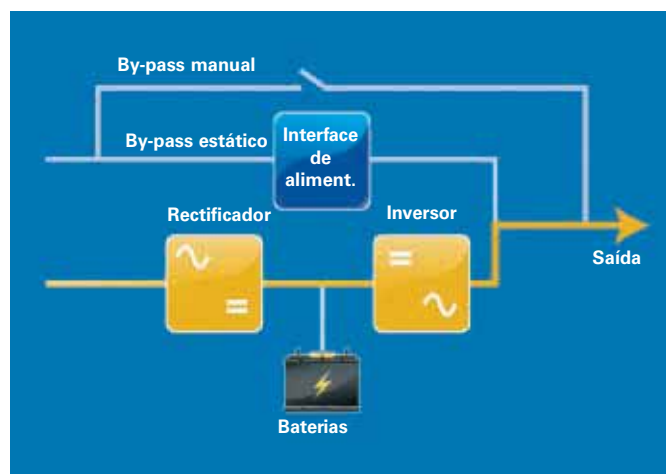 By-pass manual
By-pass estático
Interface
de
aliment.
Rectificador
Inversor
Saída
Baterias